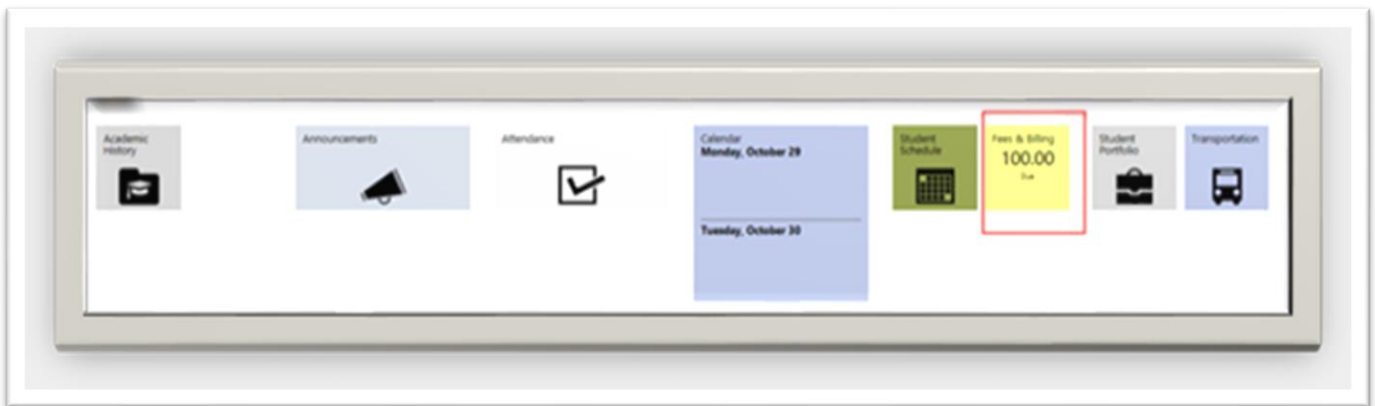 Academic
History
Announcements
Attendance
Calendar
Monday, October 29
Tuesday, October 30
Student
Schedule
Fees & Billing
100.00
Due
Student
Portfolio
Transportation